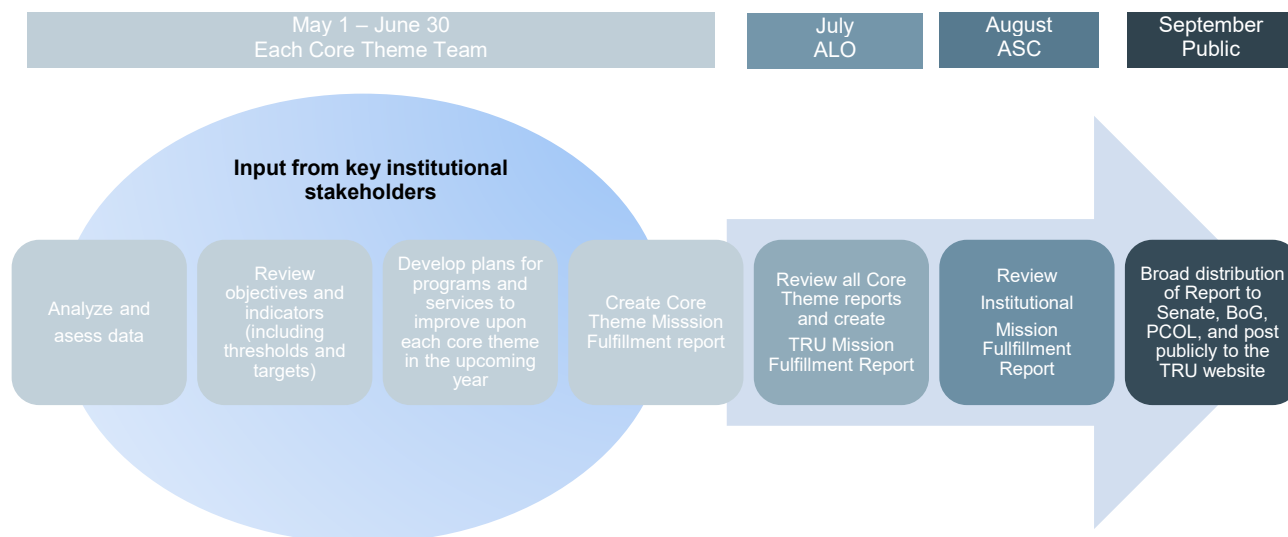 May 1 – June 30
Each Core Theme Team
July
ALO
August
ASC
September
Public
Input from key institutional
stakeholders
Analyze and
asess data
Review
objectives and
indicators
(including
thresholds and
targets)
Develop plans for
programs and
services to
improve upon
each core theme
in the upcoming
year
Create Core
Theme Misssion
Fulfillment report
Review all Core
Theme reports
and create
TRU Mission
Fulfillment Report
Review
Institutional
Mission
Fullfillment
Report
Broad distribution
of Report to
Senate, BoG,
PCOL, and post
publicly to the
TRU website